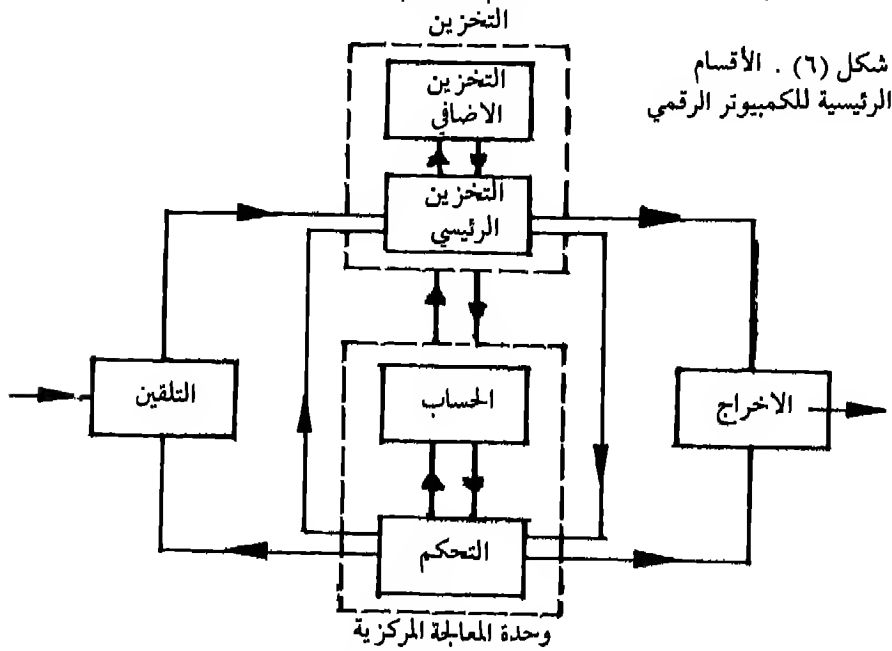 التخزين
شكل (٦) . الأقسام
الرئيسية للكمبيوتر الرقمي
التخزين
الاضافي
التخزين
الرئيسي
التلقين
الحساب
الاخراج
التحكم
وحدة المعالجة المركزية